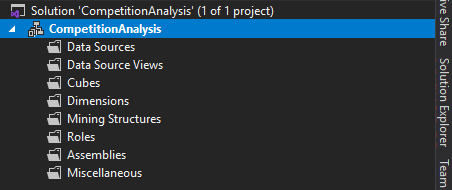 Solution 'CompetitionAnalysis' (1 of 1 project)
CompetitionAnalysis
Data Sources
Data Source Views
Cubes
Dimensions
Mining Structures
Roles
Assemblies
Miscellaneous
ive Share
Solution Explorer
Team